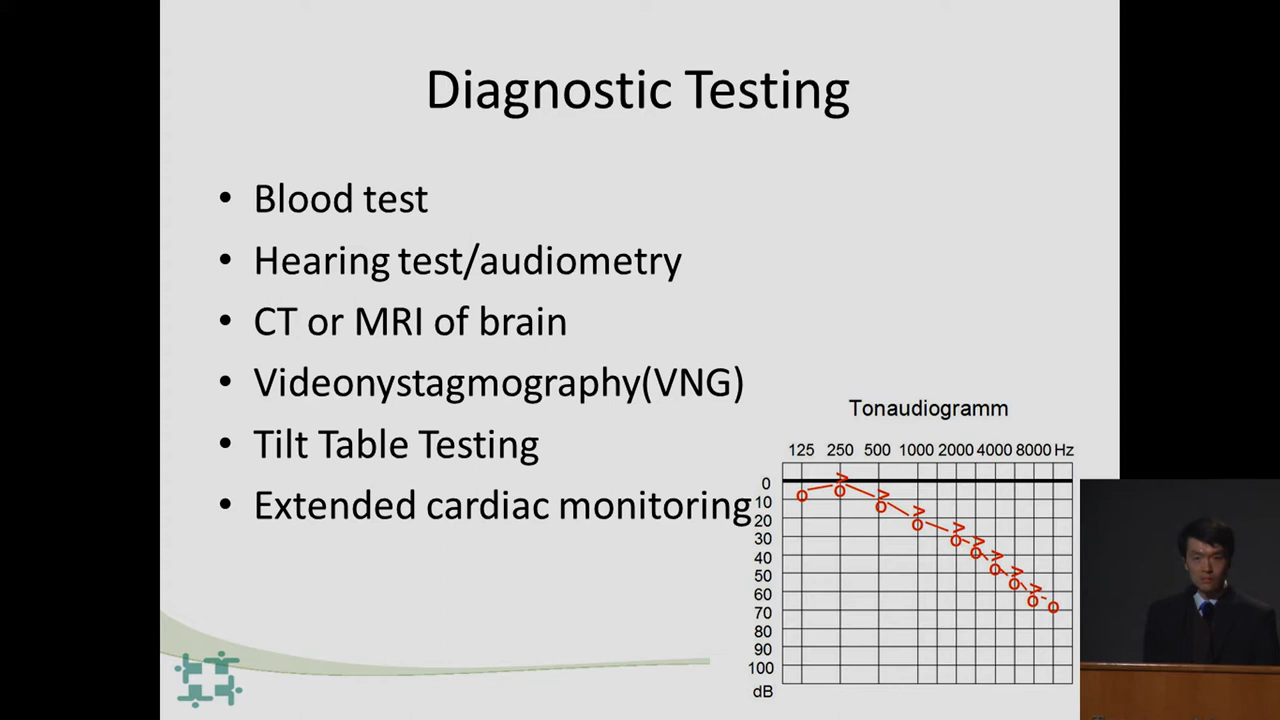 Diagnostic Testing
• Blood test
• Hearing test/audiometry
• CT or MRI of brain
• Videonystagmography(VNG)
• Tilt Table Testing
• Extended cardiac monitoring
Tonaudiogramm
125 250 500 1000 2000 4000 8000 Hz
0
10
20
30
40
50
60
70
80
90
100
dB